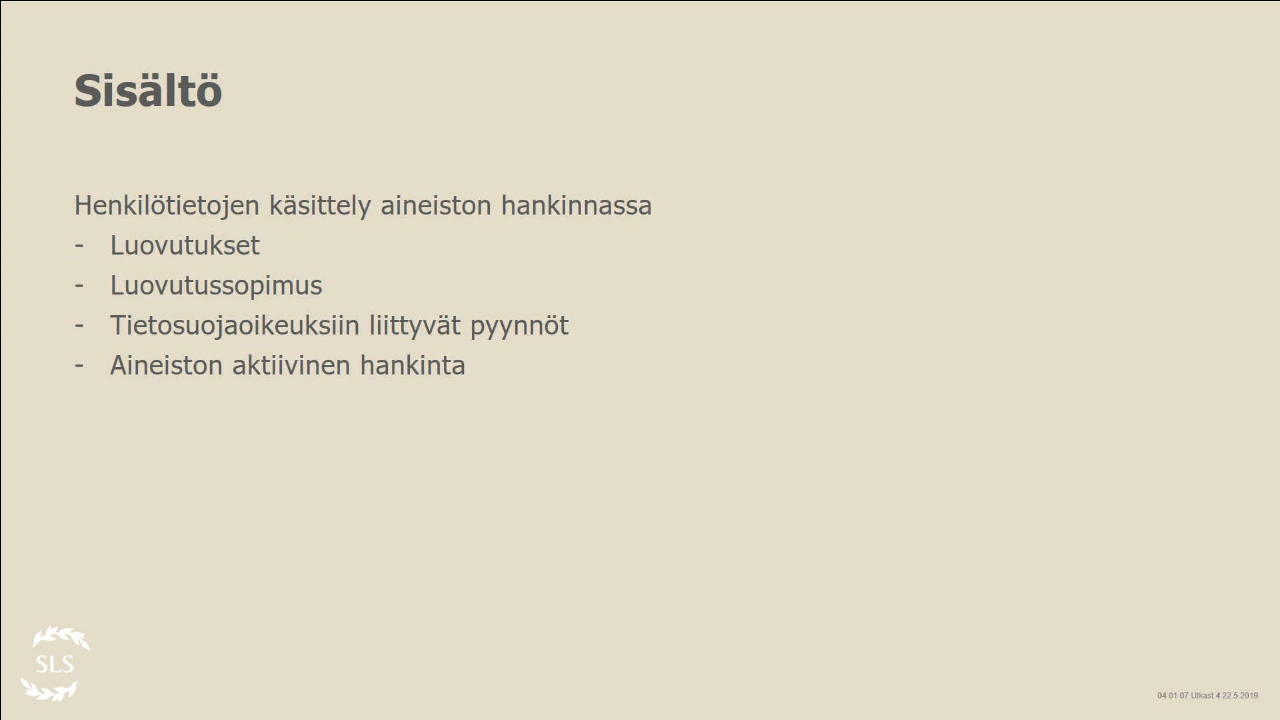 Sisältö
Henkilötietojen käsittely aineiston hankinnassa
- Luovutukset
- Luovutussopimus
- Tietosuojaoikeuksiin liittyvät pyynnöt
- Aineiston aktiivinen hankinta
SLS
04 01 07 Utkast 4 22.5.2019